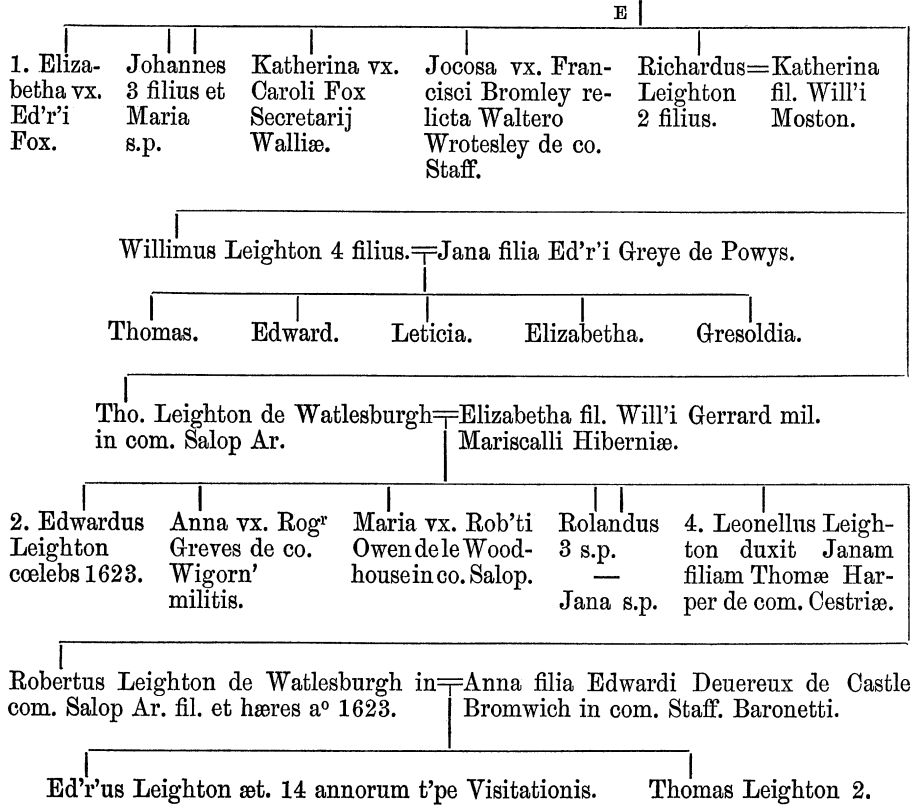 E
1. Eliza-
betha vx.
Ed'r'i
Fox.
Johannes
3 filius et
Maria
s.p.
Katherina vx.
Caroli Fox
Secretarij
Walliæ.
Jocosa vx. Fran-
cisci Bromley re-
licta Waltero
Wrotesley de co.
Staff.
Richardus=Katherina
Leighton fil. Will'i
2 filius. Moston.
Willimus Leighton 4 filius.=Jana filia Ed'r'i Greye de Powys.
Thomas. Edward. Leticia. Elizabetha. Gresoldia.
Tho. Leighton de Watlesburgh=Elizabetha fil. Will'i Gerrard mil.
in com. Salop Ar. Mariscalli Hiberniæ.
2. Edwardus
Leighton
cœlebs 1623.
Anna vx. Rogʳ
Greves de co.
Wigorn'
militis.
Maria vx. Rob'ti
Owen de le Wood-
house in co. Salop.
Rolandus
3 s.p.
—
Jana s.p.
4. Leonellus Leigh-
ton duxit Janam
filiam Thomæ Har-
per de com. Cestriæ.
Robertus Leighton de Watlesburgh in=Anna filia Edwardi Deuereux de Castle
com. Salop Ar. fil. et hæres aº 1623. Bromwich in com. Staff. Baronetti.
Ed'r'us Leighton æt. 14 annorum t'pe Visitationis. Thomas Leighton 2.